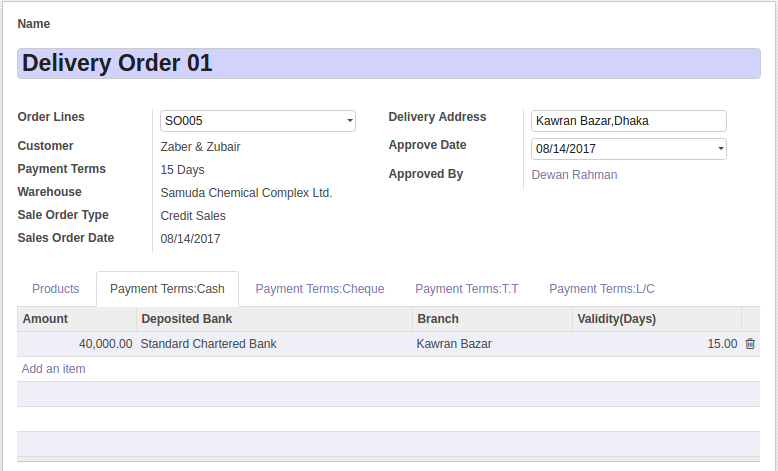 Name
Delivery Order 01
Order Lines SO005
Customer Zaber & Zubair
Payment Terms 15 Days
Warehouse Samuda Chemical Complex Ltd.
Sale Order Type Credit Sales
Sales Order Date 08/14/2017
Delivery Address Kawran Bazar,Dhaka
Approve Date 08/14/2017
Approved By Dewan Rahman
Products Payment Terms:Cash Payment Terms:Cheque Payment Terms:T.T Payment Terms:L/C
Amount Deposited Bank Branch Validity(Days)
40,000.00 Standard Chartered Bank Kawran Bazar 15.00
Add an item